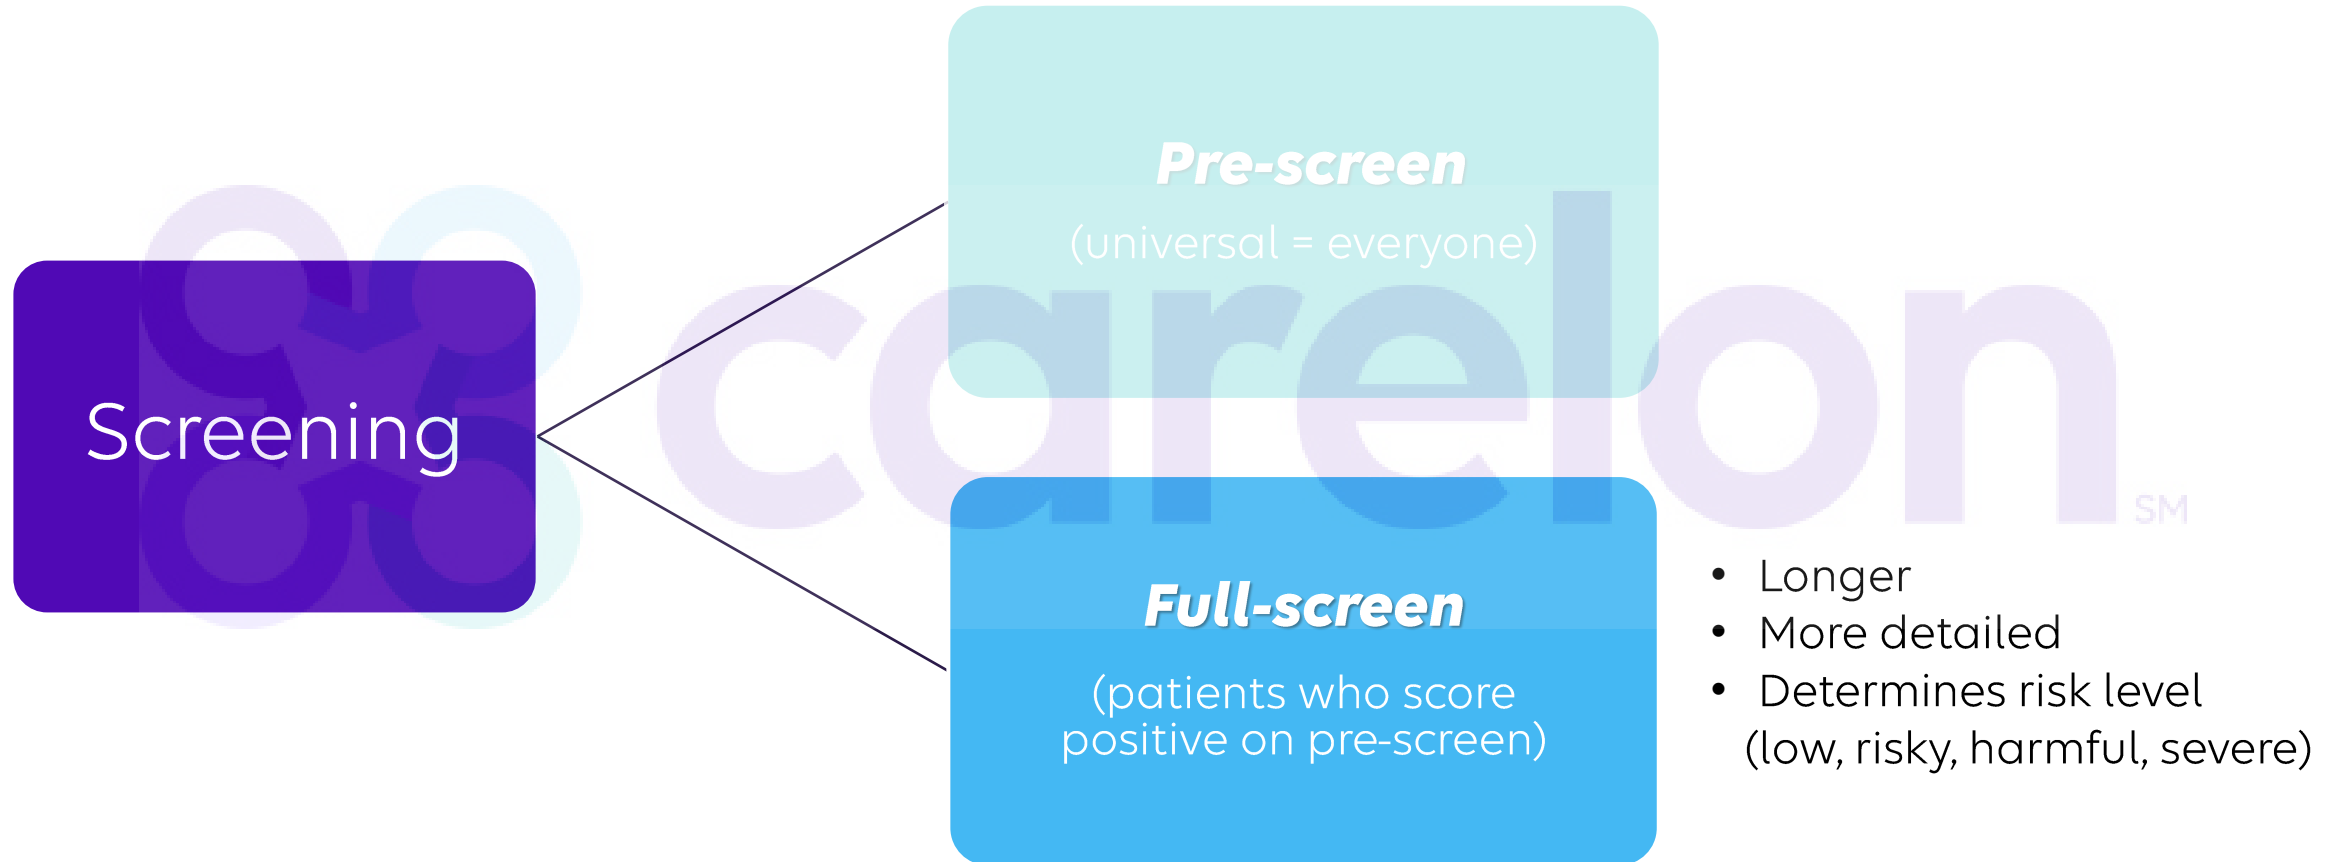 Screening
Pre-screen
(universal = everyone)
Full-screen
(patients who score
positive on pre-screen)
• Longer
• More detailed
• Determines risk level
(low, risky, harmful, severe)
carelon
SM